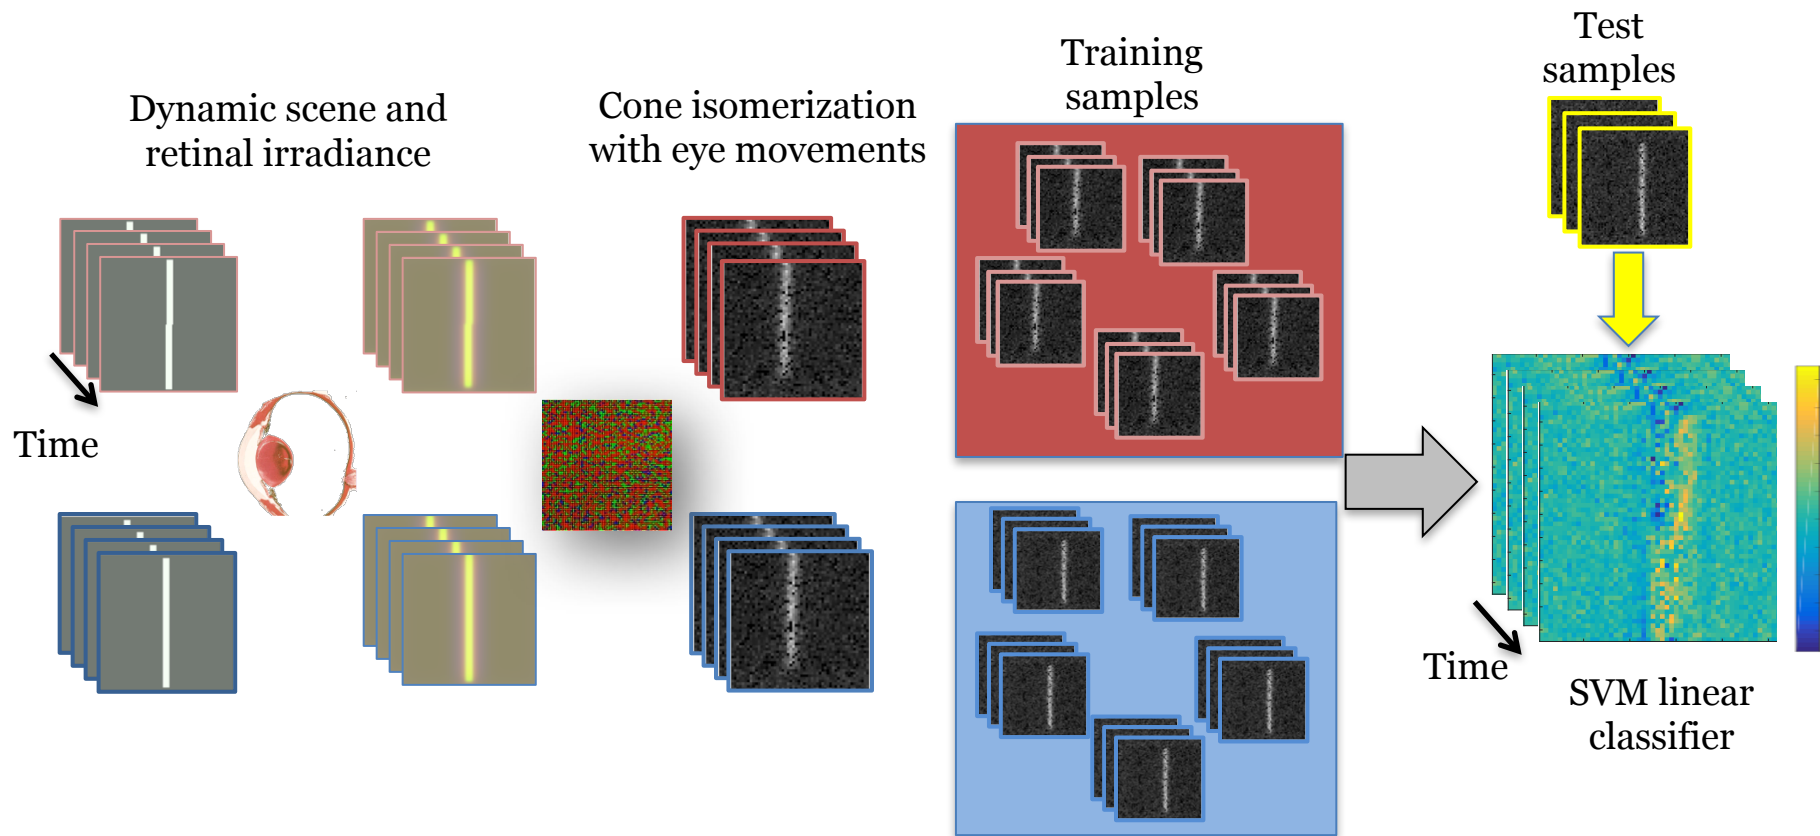 Dynamic scene and
retinal irradiance
Cone isomerization
with eye movements
Training
samples
Test
samples
Time
Time
SVM linear
classifier